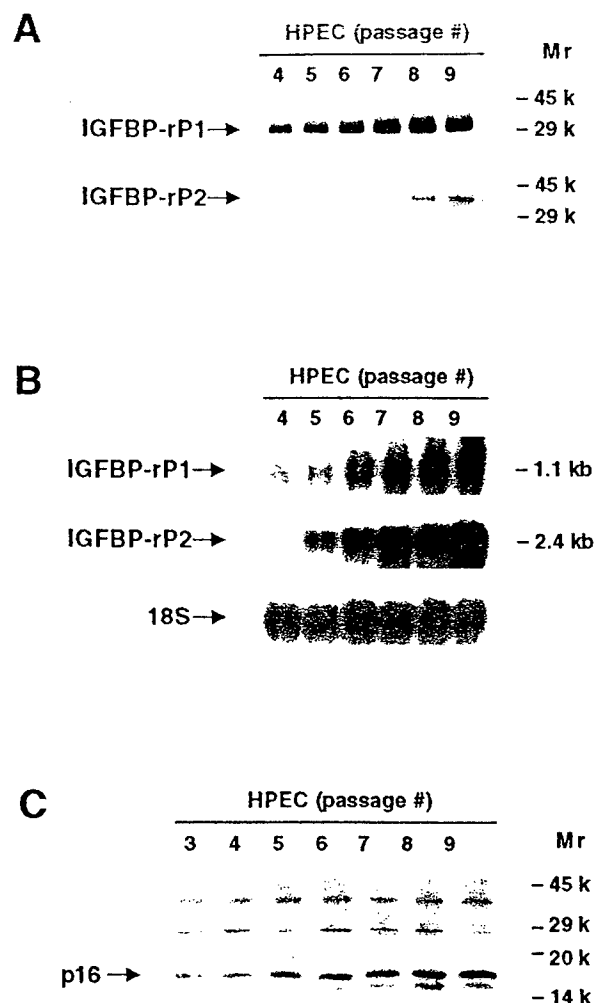 A
HPEC (passage #)
Mr
4 5 6 7 8 9
– 45 k
IGFBP-rP1
– 29 k
– 45 k
IGFBP-rP2
– 29 k
B
HPEC (passage #)
4 5 6 7 8 9
IGFBP-rP1
– 1.1 kb
IGFBP-rP2
– 2.4 kb
18S
C
HPEC (passage #)
Mr
3 4 5 6 7 8 9
– 45 k
– 29 k
– 20 k
p16
– 14 k